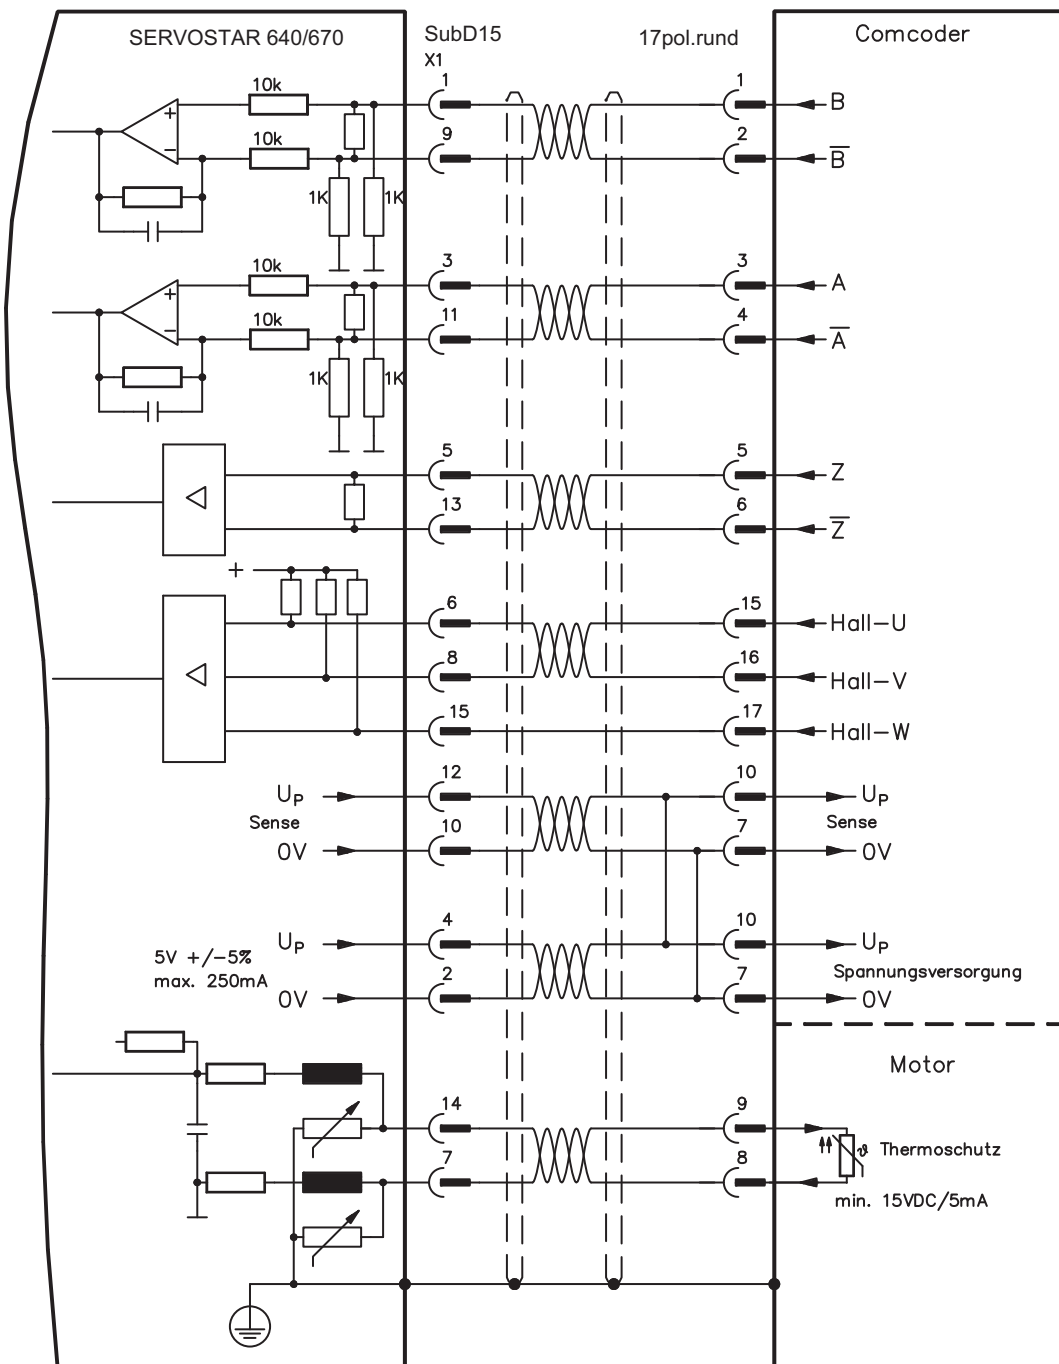 SERVOSTAR 640/670 SubD15 17pol.rund Comcoder
X1
10k 1 1 B
+
− 10k 9 2 B̅
1K 1K
10k 3 3 A
+
− 10k 11 4 A̅
1K 1K
5 5 Z
13 6 Z̅
+
6 15 Hall-U
8 16 Hall-V
15 17 Hall-W
UP 12 10 UP
Sense Sense
0V 10 7 0V
UP 4 10 UP
5V +/-5% Spannungsversorgung
max. 250mA 0V 2 7 0V
Motor
14 9
ϑ Thermoschutz
7 8
min. 15VDC/5mA